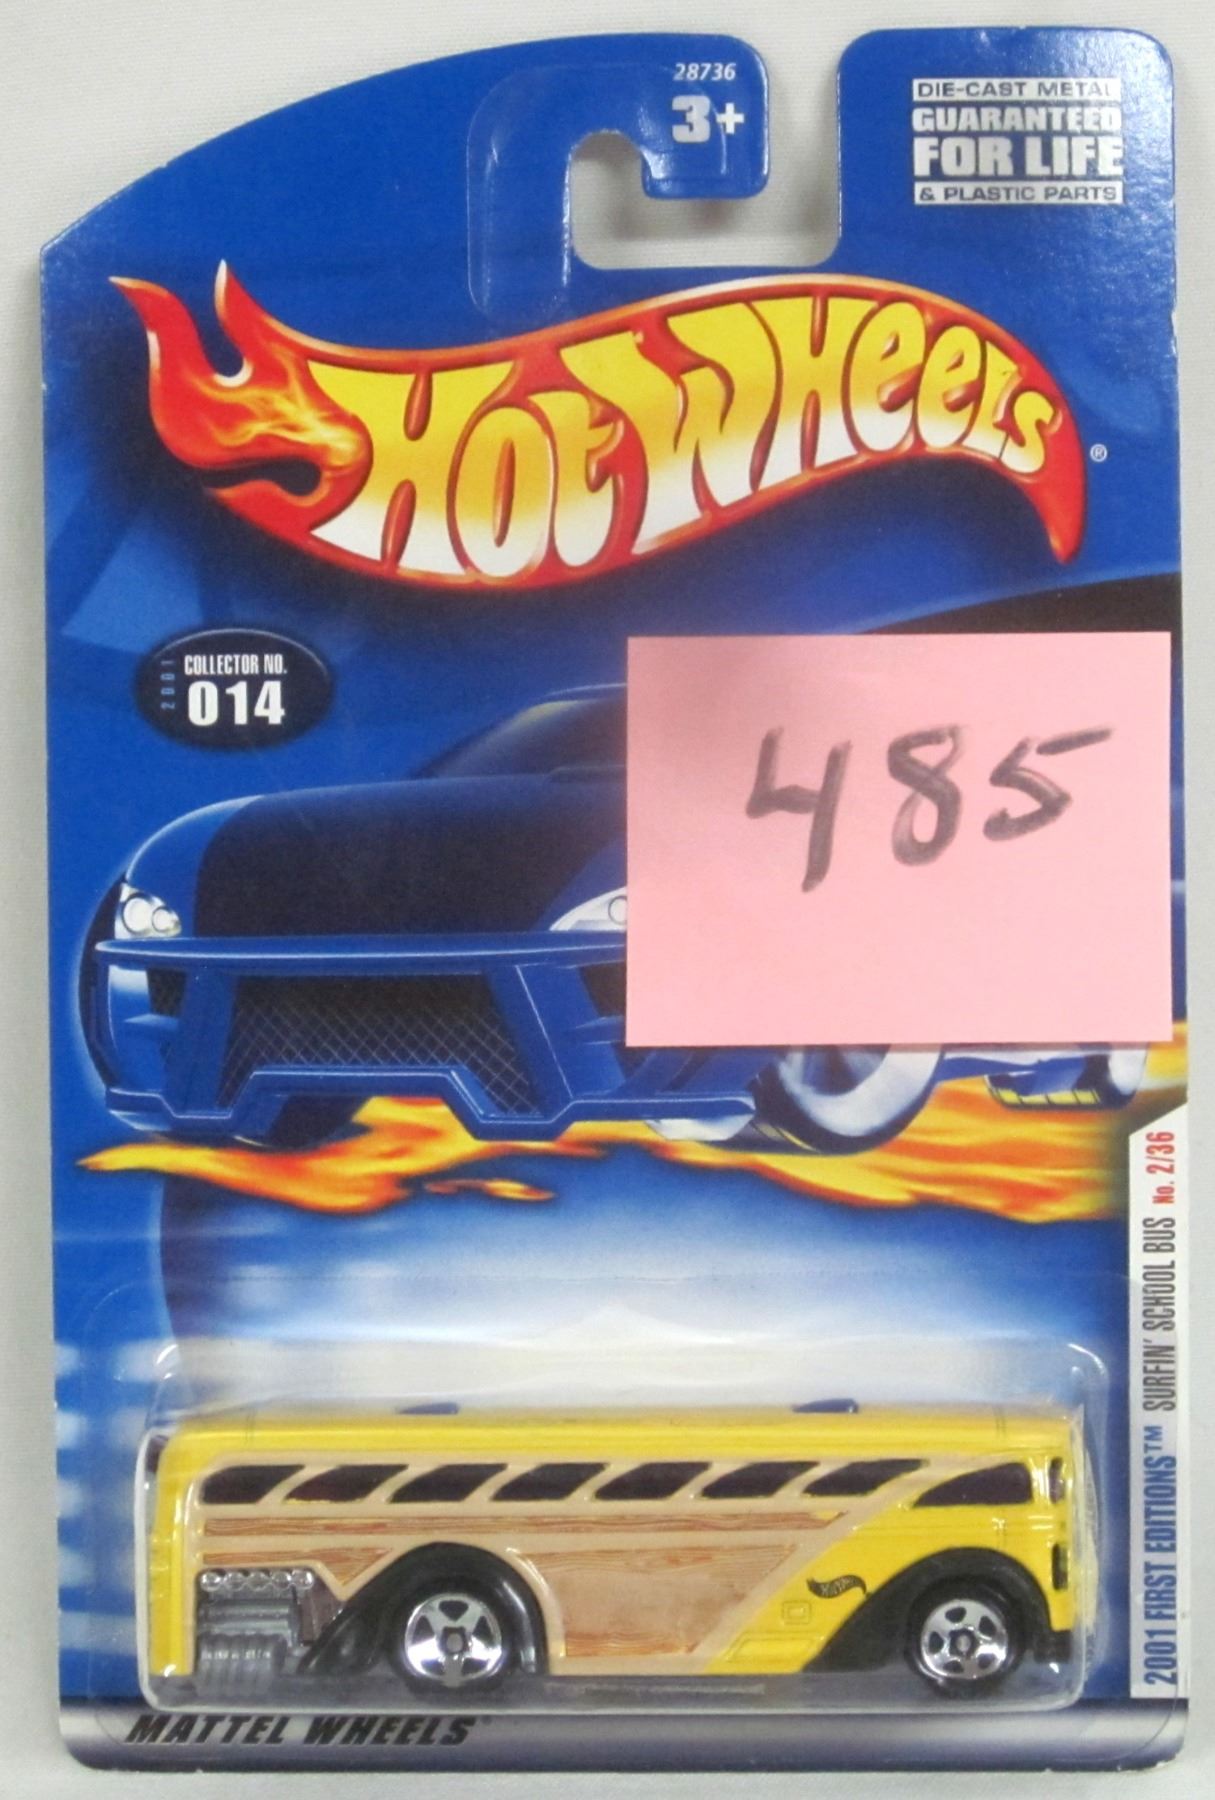 28736
3+
DIE-CAST METAL
GUARANTEED
FOR LIFE
& PLASTIC PARTS
HOT WHEELS®
2001
COLLECTOR NO.
014
485
2001 FIRST EDITIONS™ SURFIN' SCHOOL BUS No. 2/36
MATTEL WHEELS